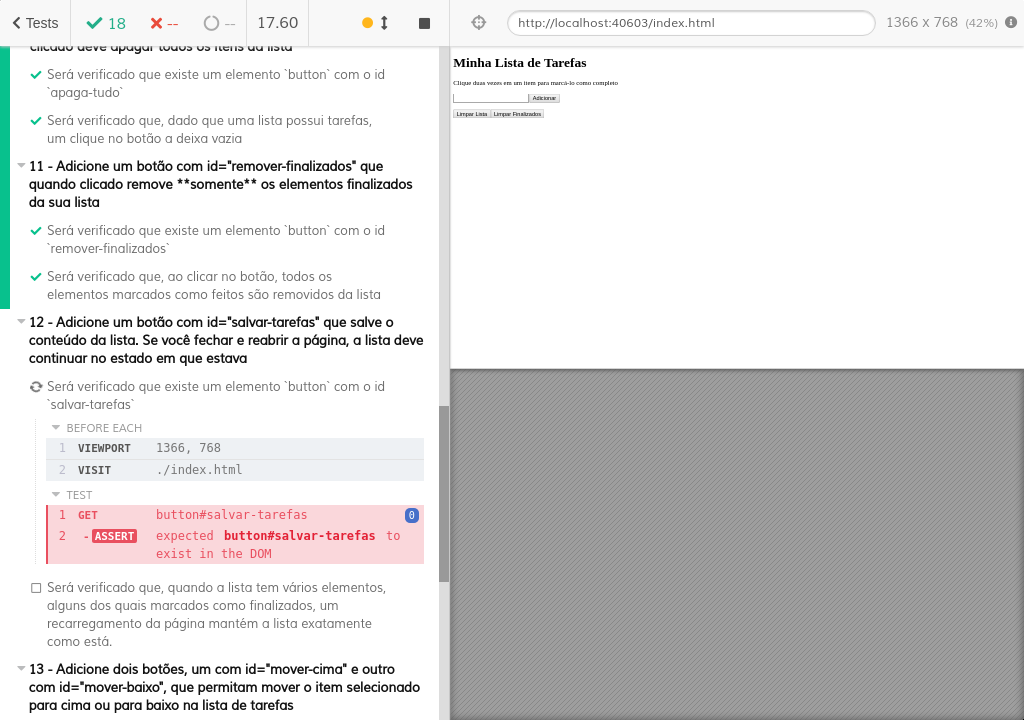 Tests
18
--
--
17.60
http://localhost:40603/index.html
1366 x 768 (42%)
clicado deve apagar todos os itens da lista
Será verificado que existe um elemento `button` com o id
`apaga-tudo`
Será verificado que, dado que uma lista possui tarefas,
um clique no botão a deixa vazia
11 - Adicione um botão com id="remover-finalizados" que
quando clicado remove **somente** os elementos finalizados
da sua lista
Será verificado que existe um elemento `button` com o id
`remover-finalizados`
Será verificado que, ao clicar no botão, todos os
elementos marcados como feitos são removidos da lista
12 - Adicione um botão com id="salvar-tarefas" que salve o
conteúdo da lista. Se você fechar e reabrir a página, a lista deve
continuar no estado em que estava
Será verificado que existe um elemento `button` com o id
`salvar-tarefas`
BEFORE EACH
1 VIEWPORT 1366, 768
2 VISIT ./index.html
TEST
1 GET button#salvar-tarefas 0
2 - ASSERT expected button#salvar-tarefas to
exist in the DOM
Será verificado que, quando a lista tem vários elementos,
alguns dos quais marcados como finalizados, um
recarregamento da página mantém a lista exatamente
como está.
13 - Adicione dois botões, um com id="mover-cima" e outro
com id="mover-baixo", que permitam mover o item selecionado
para cima ou para baixo na lista de tarefas
Minha Lista de Tarefas
Clique duas vezes em um item para marcá-lo como completo
Adicionar
Limpar Lista Limpar Finalizados